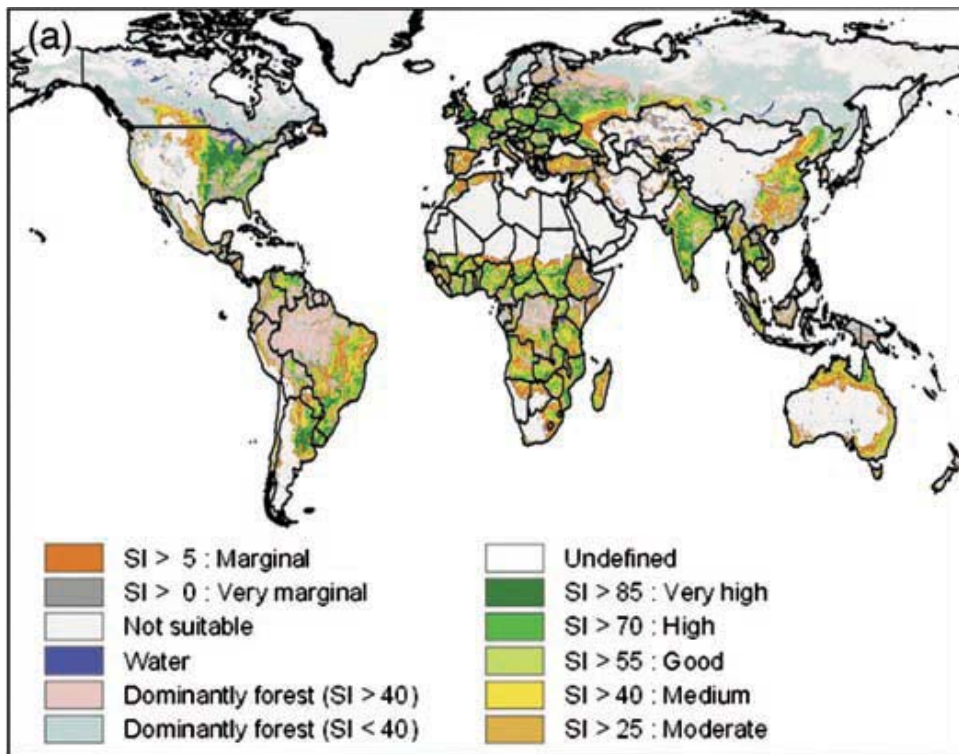 (a)
SI > 5 : Marginal
SI > 0 : Very marginal
Not suitable
Water
Dominantly forest (SI > 40)
Dominantly forest (SI < 40)
Undefined
SI > 85 : Very high
SI > 70 : High
SI > 55 : Good
SI > 40 : Medium
SI > 25 : Moderate